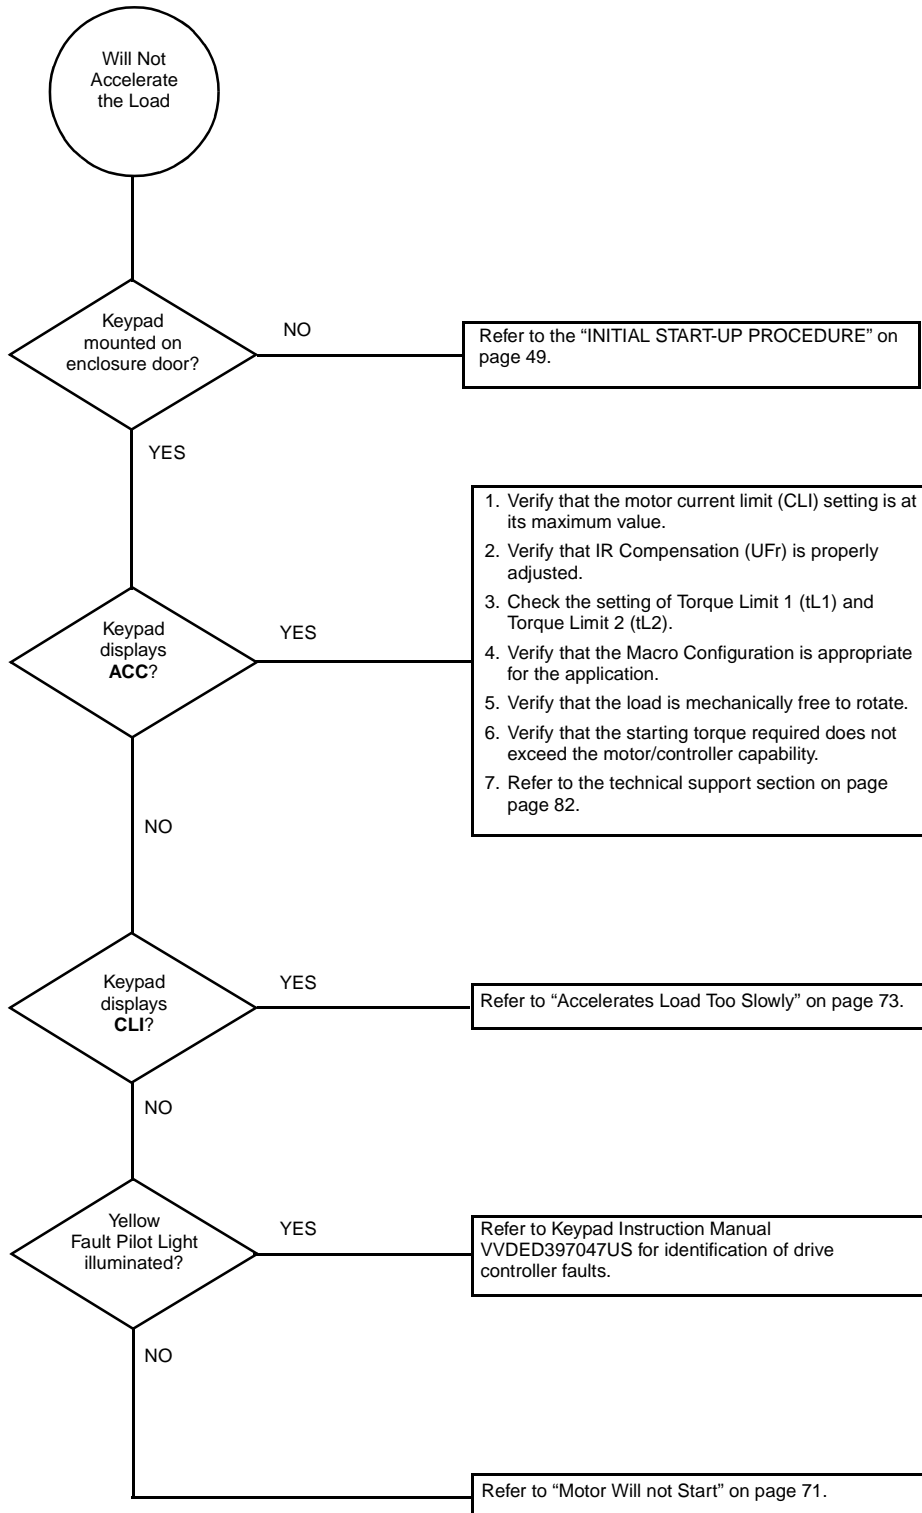 Will Not
Accelerate
the Load
Keypad
mounted on
enclosure door?
NO
Refer to the “INITIAL START-UP PROCEDURE” on
page 49.
YES
Keypad
displays
ACC?
YES
1. Verify that the motor current limit (CLI) setting is at
its maximum value.
2. Verify that IR Compensation (UFr) is properly
adjusted.
3. Check the setting of Torque Limit 1 (tL1) and
Torque Limit 2 (tL2).
4. Verify that the Macro Configuration is appropriate
for the application.
5. Verify that the load is mechanically free to rotate.
6. Verify that the starting torque required does not
exceed the motor/controller capability.
7. Refer to the technical support section on page
page 82.
NO
Keypad
displays
CLI?
YES
Refer to “Accelerates Load Too Slowly” on page 73.
NO
Yellow
Fault Pilot Light
illuminated?
YES
Refer to Keypad Instruction Manual
VVDED397047US for identification of drive
controller faults.
NO
Refer to “Motor Will not Start” on page 71.